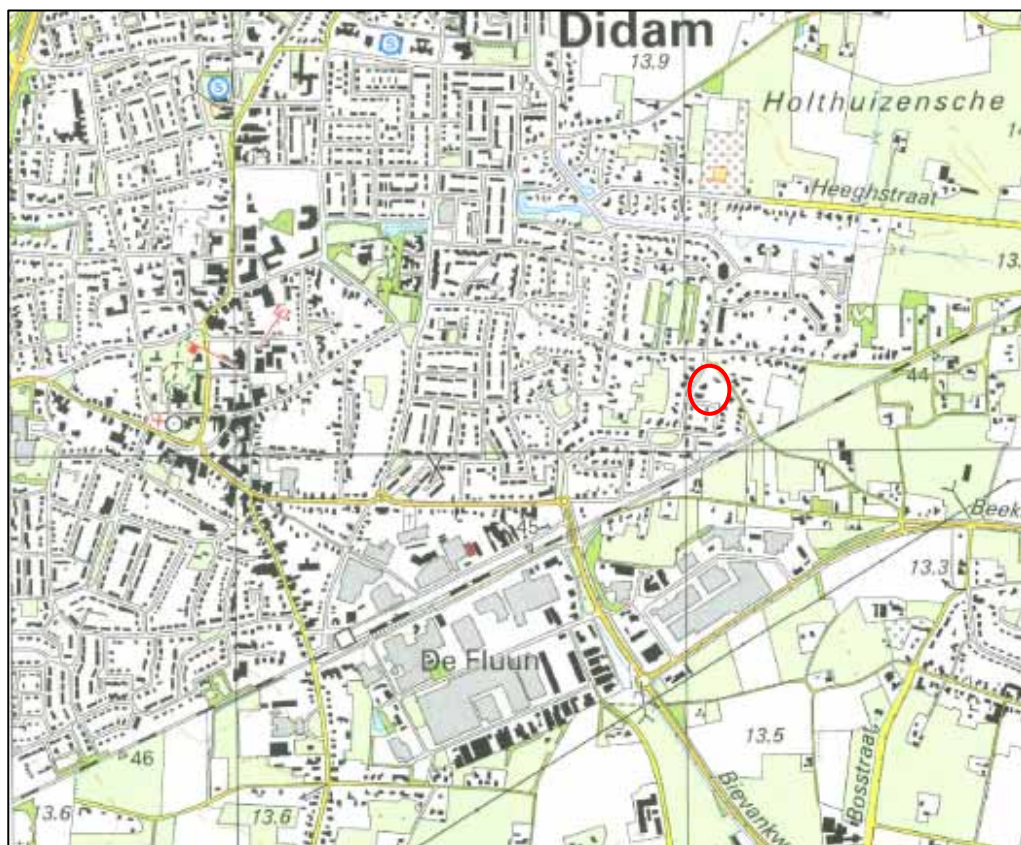 Didam
S
13.9
S
Holthuizensche
Heeghstraat
44
45
Beek
13.3
De Fluun
13.5
46
Bosstraat
Bievankw
13.6
13.6